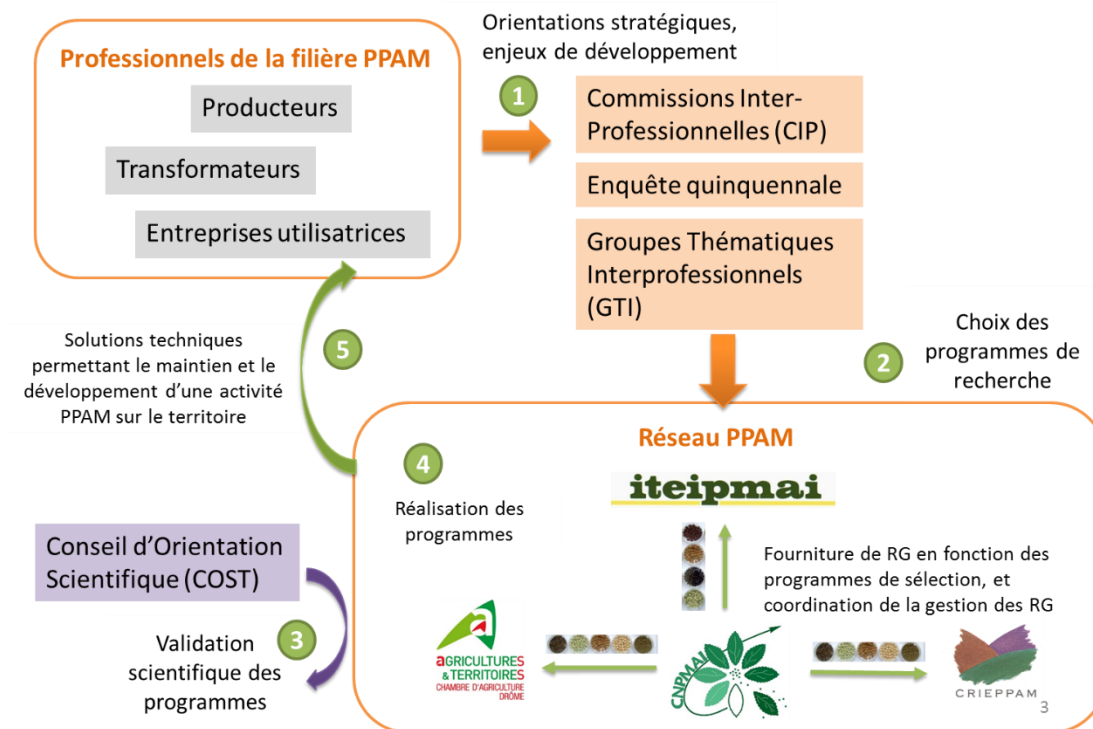 Professionnels de la filière PPAM
Producteurs
Transformateurs
Entreprises utilisatrices
1
Orientations stratégiques,
enjeux de développement
Commissions Inter-
Professionnelles (CIP)
Enquête quinquennale
Groupes Thématiques
Interprofessionnels
(GTI)
2
Choix des
programmes de
recherche
5
Solutions techniques
permettant le maintien et le
développement d'une activité
PPAM sur le territoire
Réseau PPAM
4
Réalisation des
programmes
iteipmai
Conseil d'Orientation
Scientifique (COST)
3
Validation
scientifique des
programmes
Fourniture de RG en fonction des
programmes de sélection, et
coordination de la gestion des RG
a
aGRICULTURES
& TERRITOIRES
CHAMBRE D'AGRICULTURE
DRÔME
CNPMAI
CRIEPPAM
3